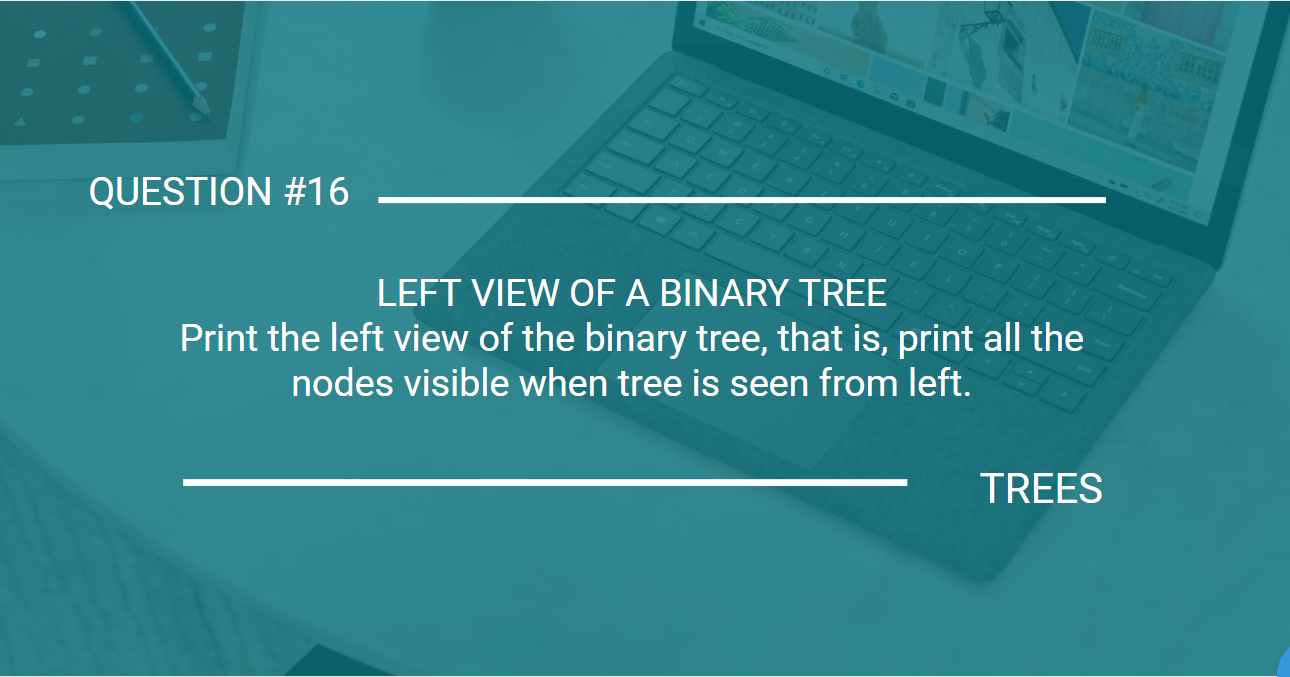 QUESTION #16
LEFT VIEW OF A BINARY TREE
Print the left view of the binary tree, that is, print all the
nodes visible when tree is seen from left.
TREES